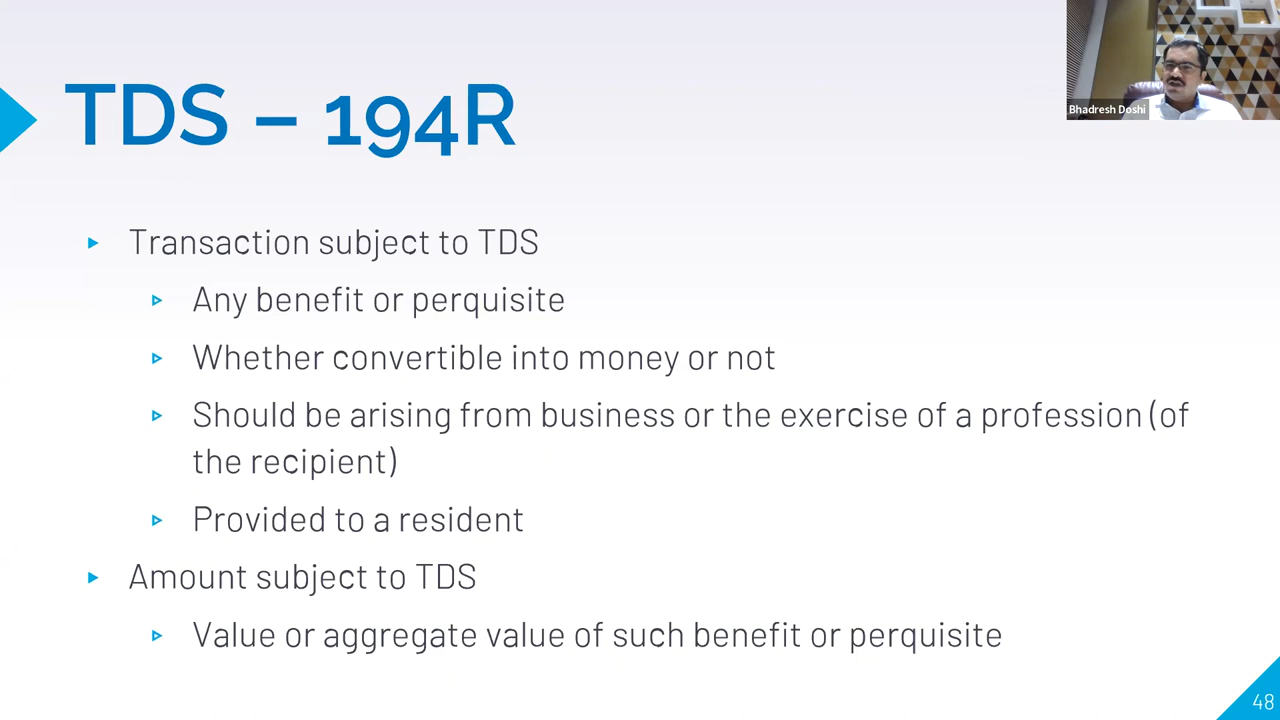 Bhadresh Doshi
TDS – 194R
Transaction subject to TDS
Any benefit or perquisite
Whether convertible into money or not
Should be arising from business or the exercise of a profession (of
the recipient)
Provided to a resident
Amount subject to TDS
Value or aggregate value of such benefit or perquisite
48